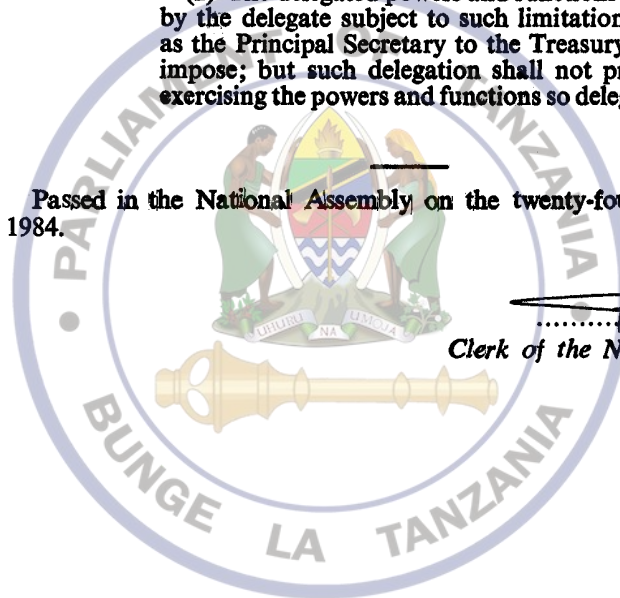 by the delegate subject to such limitation
as the Principal Secretary to the Treasury
impose; but such delegation shall not pr
exercising the powers and functions so dele
Passed in the National Assembly on the twenty-fou
1984.
Clerk of the N
PARLIAMENT OF TANZANIA
UHURU NA UMOJA
BUNGE LA TANZANIA